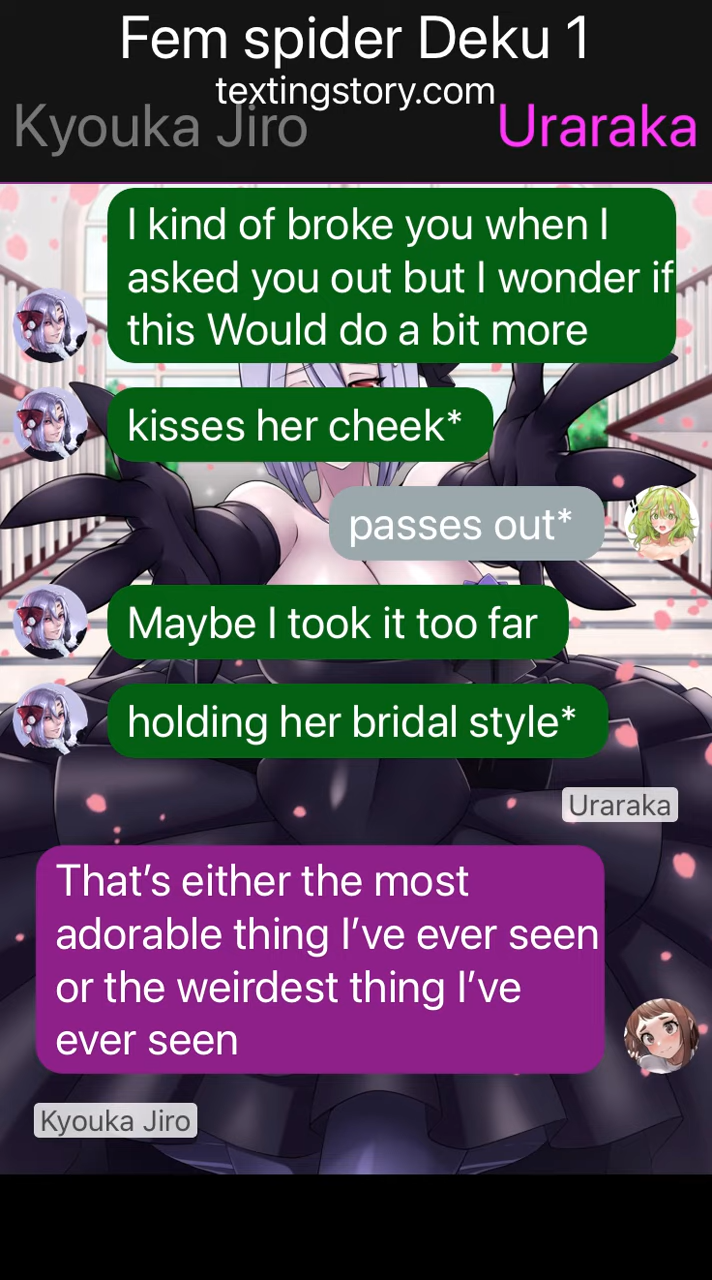 Fem spider Deku 1
textingstory.com
Kyouka Jiro
Uraraka
I kind of broke you when I
asked you out but I wonder if
this Would do a bit more
kisses her cheek*
passes out*
Maybe I took it too far
holding her bridal style*
Uraraka
That’s either the most
adorable thing I’ve ever seen
or the weirdest thing I’ve
ever seen
Kyouka Jiro